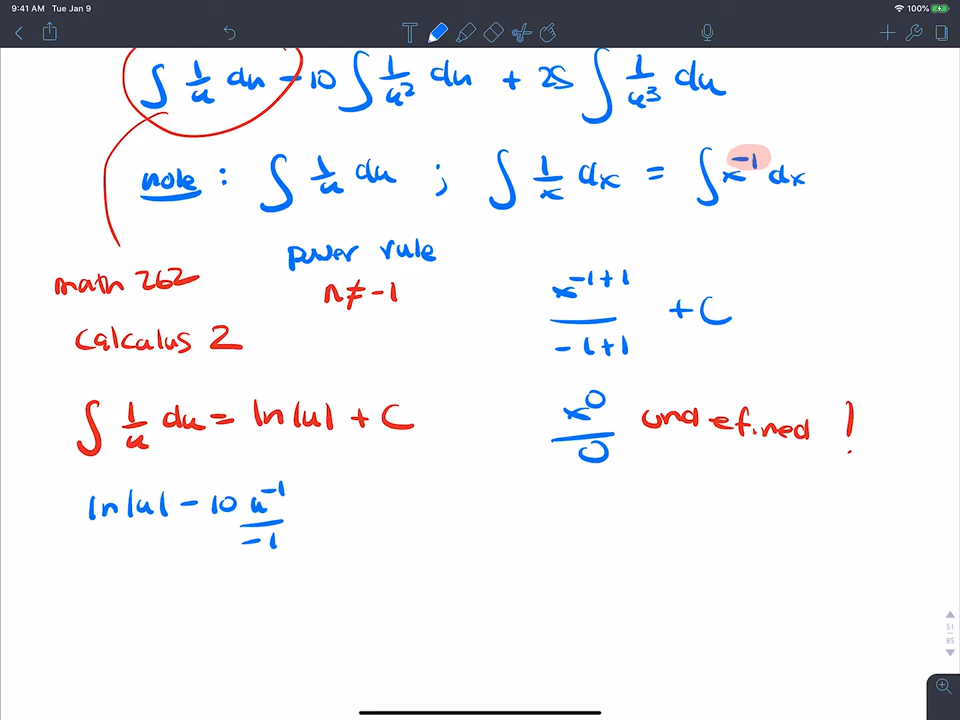 9:41 AM Tue Jan 9
100%
T
∫ 1/u du - 10 ∫ 1/u² du + 25 ∫ 1/u³ du
note : ∫ 1/u du ; ∫ 1/x dx = ∫ x⁻¹ dx
power rule
n ≠ -1
math 262
calculus 2
x⁻¹⁺¹/-1+1 + C
∫ 1/u du = ln|u| + C
x⁰/0 undefined !
ln|u| - 10 u⁻¹/-1
51
85